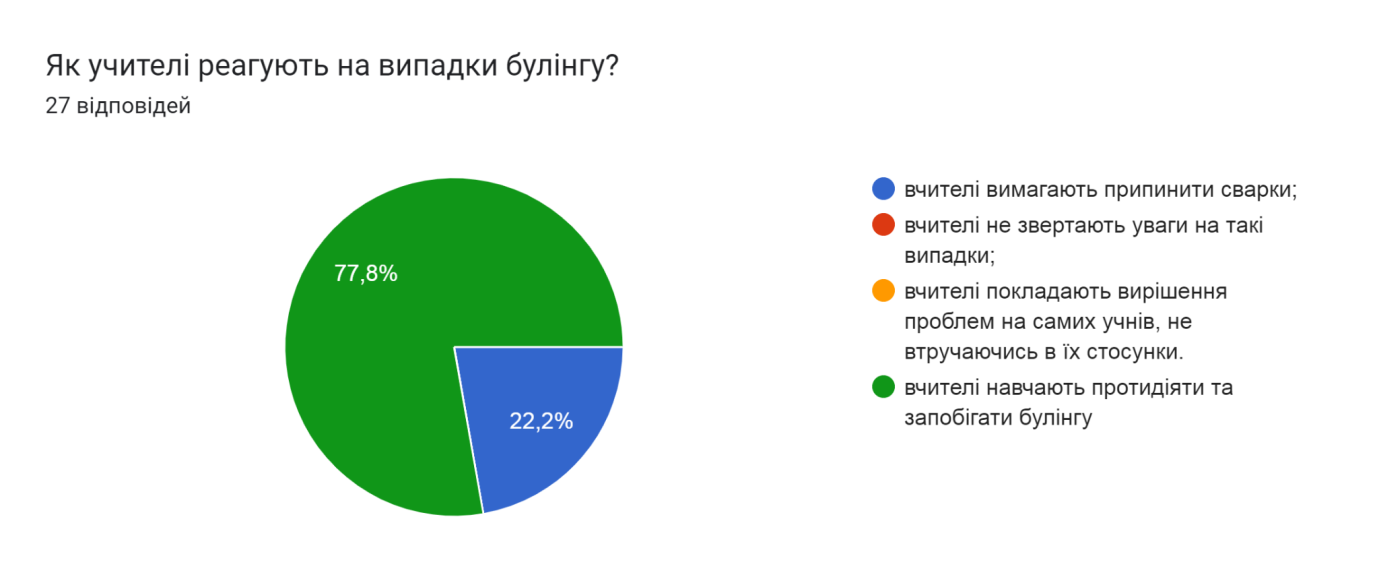 Як учителі реагують на випадки булінгу?
27 відповідей
77,8%
22,2%
вчителі вимагають припинити сварки;
вчителі не звертають уваги на такі
випадки;
вчителі покладають вирішення
проблем на самих учнів, не
втручаючись в їх стосунки.
вчителі навчають протидіяти та
запобігати булінгу